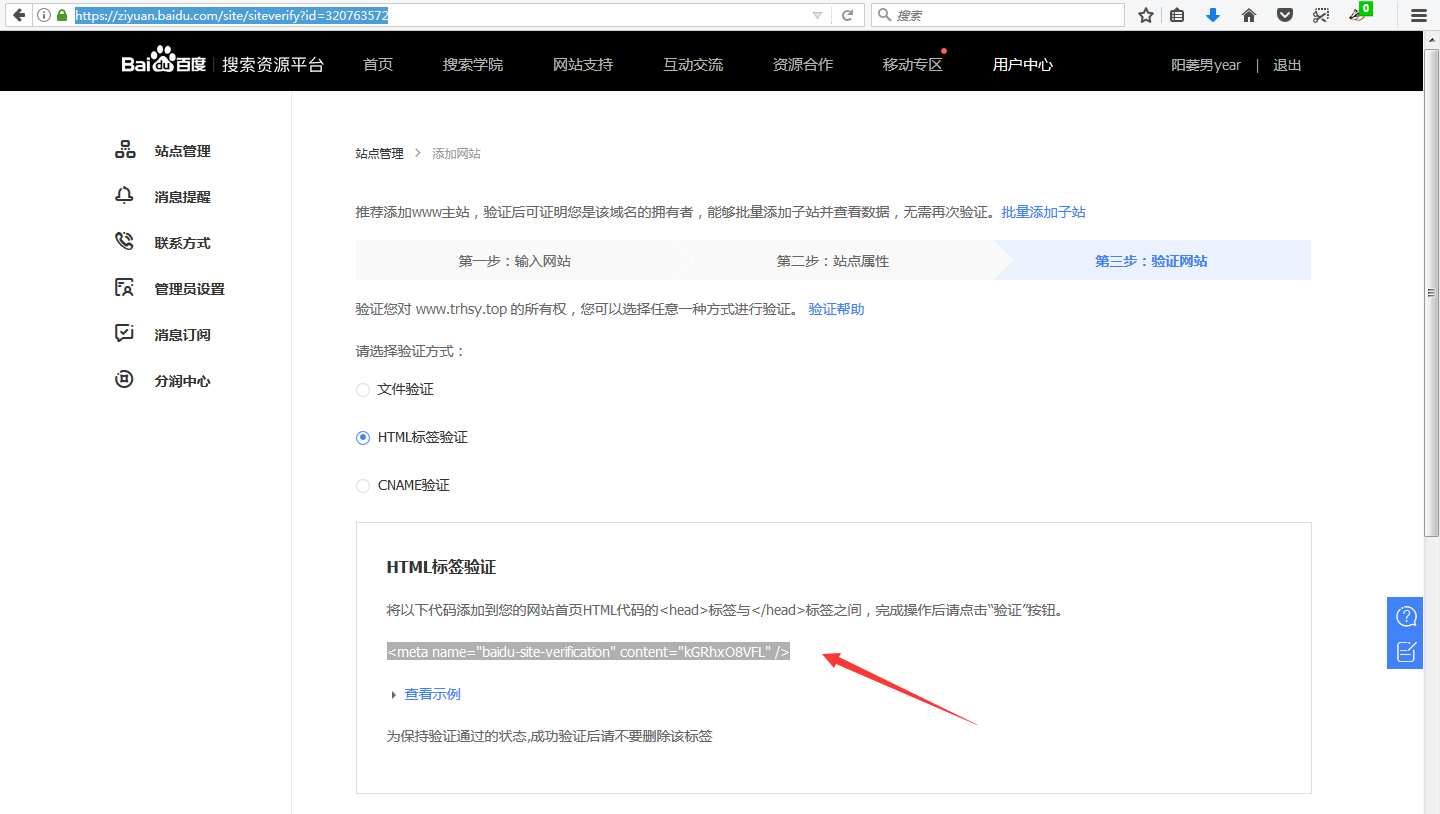 https://ziyuan.baidu.com/site/siteverify?id=320763572
搜索
0
Bai du 百度 搜索资源平台 首页 搜索学院 网站支持 互动交流 资源合作 移动专区 用户中心 阳萎男year | 退出
站点管理
消息提醒
联系方式
管理员设置
消息订阅
分润中心
站点管理 > 添加网站
推荐添加www主站，验证后可证明您是该域名的拥有者，能够批量添加子站并查看数据，无需再次验证。批量添加子站
第一步：输入网站 第二步：站点属性 第三步：验证网站
验证您对 www.trhsy.top 的所有权，您可以选择任意一种方式进行验证。 验证帮助
请选择验证方式：
文件验证
HTML标签验证
CNAME验证
HTML标签验证
将以下代码添加到您的网站首页HTML代码的<head>标签与</head>标签之间，完成操作后请点击“验证”按钮。
<meta name="baidu-site-verification" content="kGRhxO8VFL" />
查看示例
为保持验证通过的状态,成功验证后请不要删除该标签